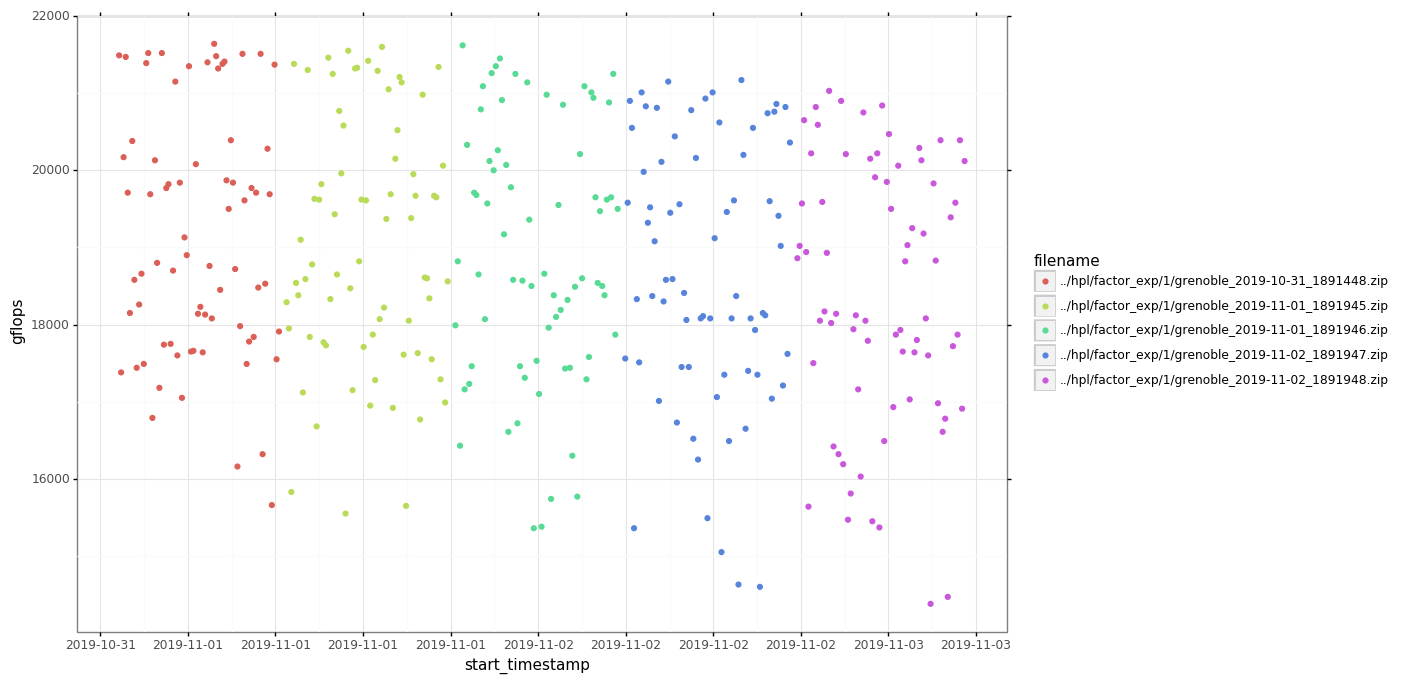 22000
20000
18000
16000
gflops
2019-10-31 2019-11-01 2019-11-01 2019-11-01 2019-11-01 2019-11-02 2019-11-02 2019-11-02 2019-11-02 2019-11-03 2019-11-03
start_timestamp
filename
../hpl/factor_exp/1/grenoble_2019-10-31_1891448.zip
../hpl/factor_exp/1/grenoble_2019-11-01_1891945.zip
../hpl/factor_exp/1/grenoble_2019-11-01_1891946.zip
../hpl/factor_exp/1/grenoble_2019-11-02_1891947.zip
../hpl/factor_exp/1/grenoble_2019-11-02_1891948.zip